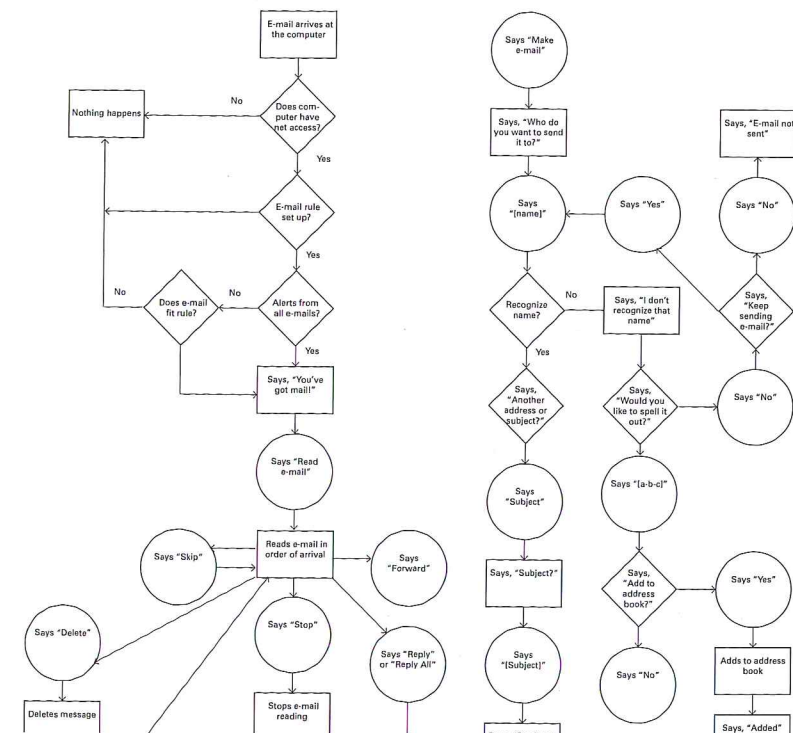 E-mail arrives at
the computer
Does com-
puter have
net access?
No
Nothing happens
Yes
E-mail rule
set up?
Yes
Alerts from
all e-mails?
No
Does e-mail
fit rule?
No
Yes
Says, "You've
got mail!"
Says "Read
e-mail"
Reads e-mail in
order of arrival
Says "Skip"
Says
"Forward"
Says "Delete"
Says "Stop"
Says "Reply"
or "Reply All"
Deletes message
Stops e-mail
reading
Says "Make
e-mail"
Says, "Who do
you want to send
it to?"
Says
"[name]"
Says "Yes"
Recognize
name?
No
Says, "I don't
recognize that
name"
Yes
Says,
"Another
address or
subject?"
Says,
"Would you
like to spell it
out?"
Says "No"
Says,
"Keep
sending
e-mail?"
Says "No"
Says, "E-mail not
sent"
Says
"Subject"
Says "[a-b-c]"
Says, "Subject?"
Says,
"Add to
address
book?"
Says "Yes"
Says
"[Subject]"
Says "No"
Adds to address
book
Says, "Added"